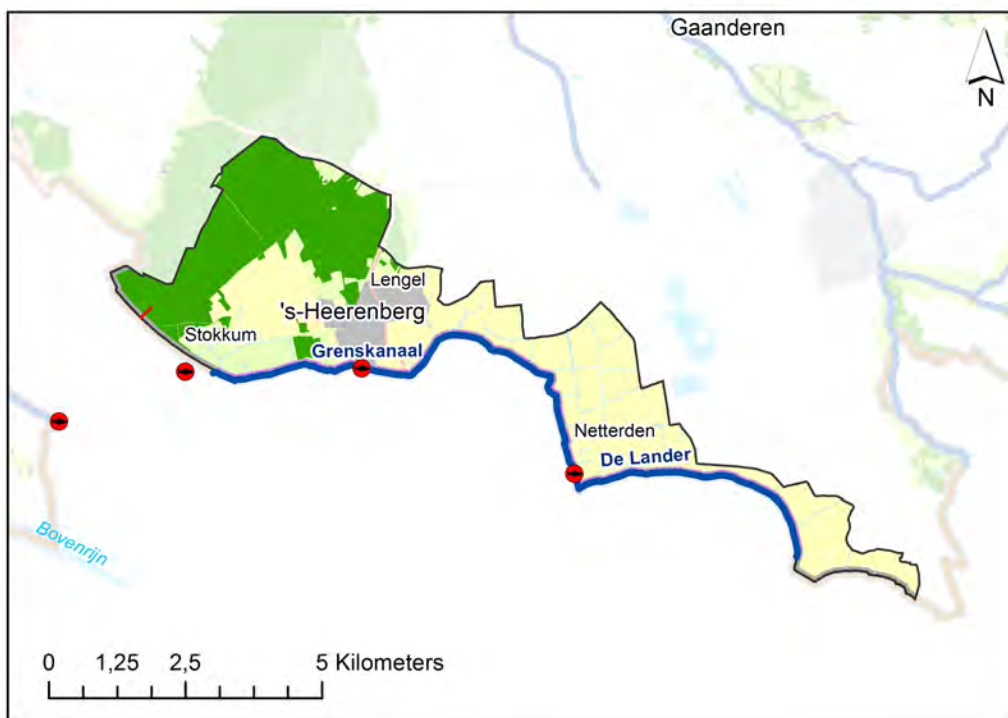 Gaanderen
N
Lengel
's-Heerenberg
Stokkum
Grenskanaal
Netterden
De Lander
Bovenrijn
0 1,25 2,5 5 Kilometers